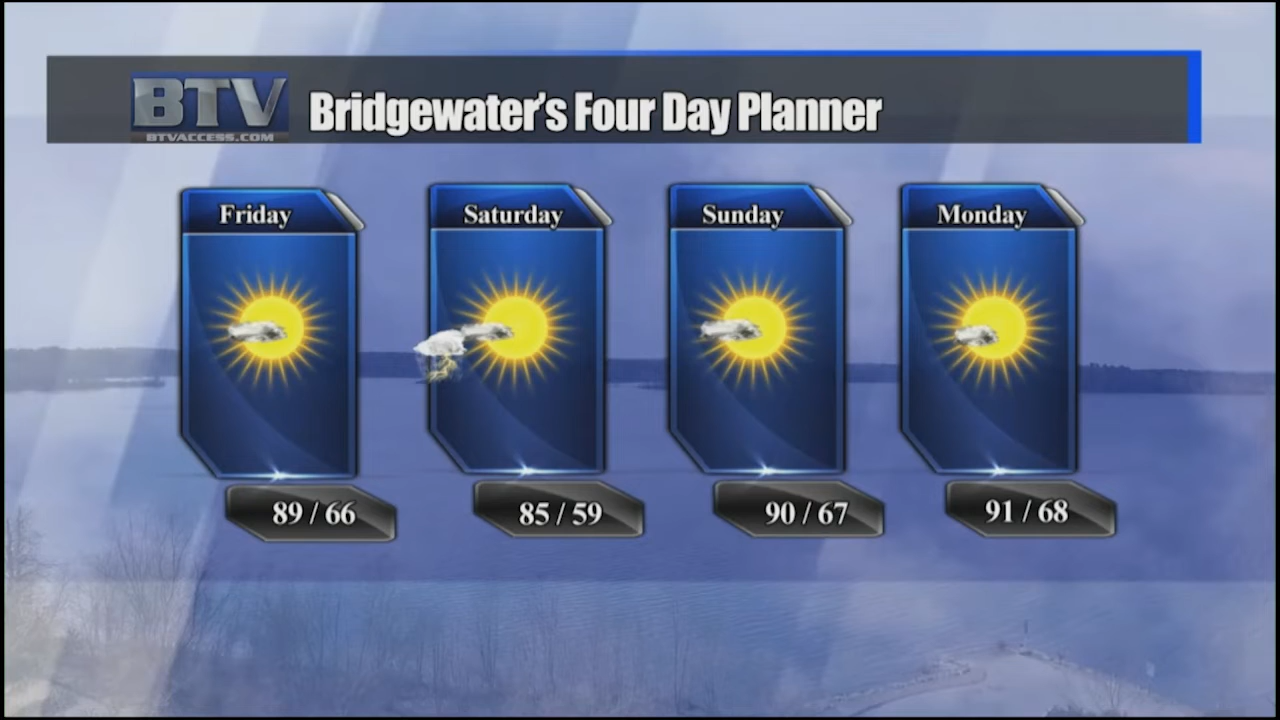 BTV
BTVACCESS.COM
Bridgewater's Four Day Planner
Friday
Saturday
Sunday
Monday
89 / 66
85 / 59
90 / 67
91 / 68